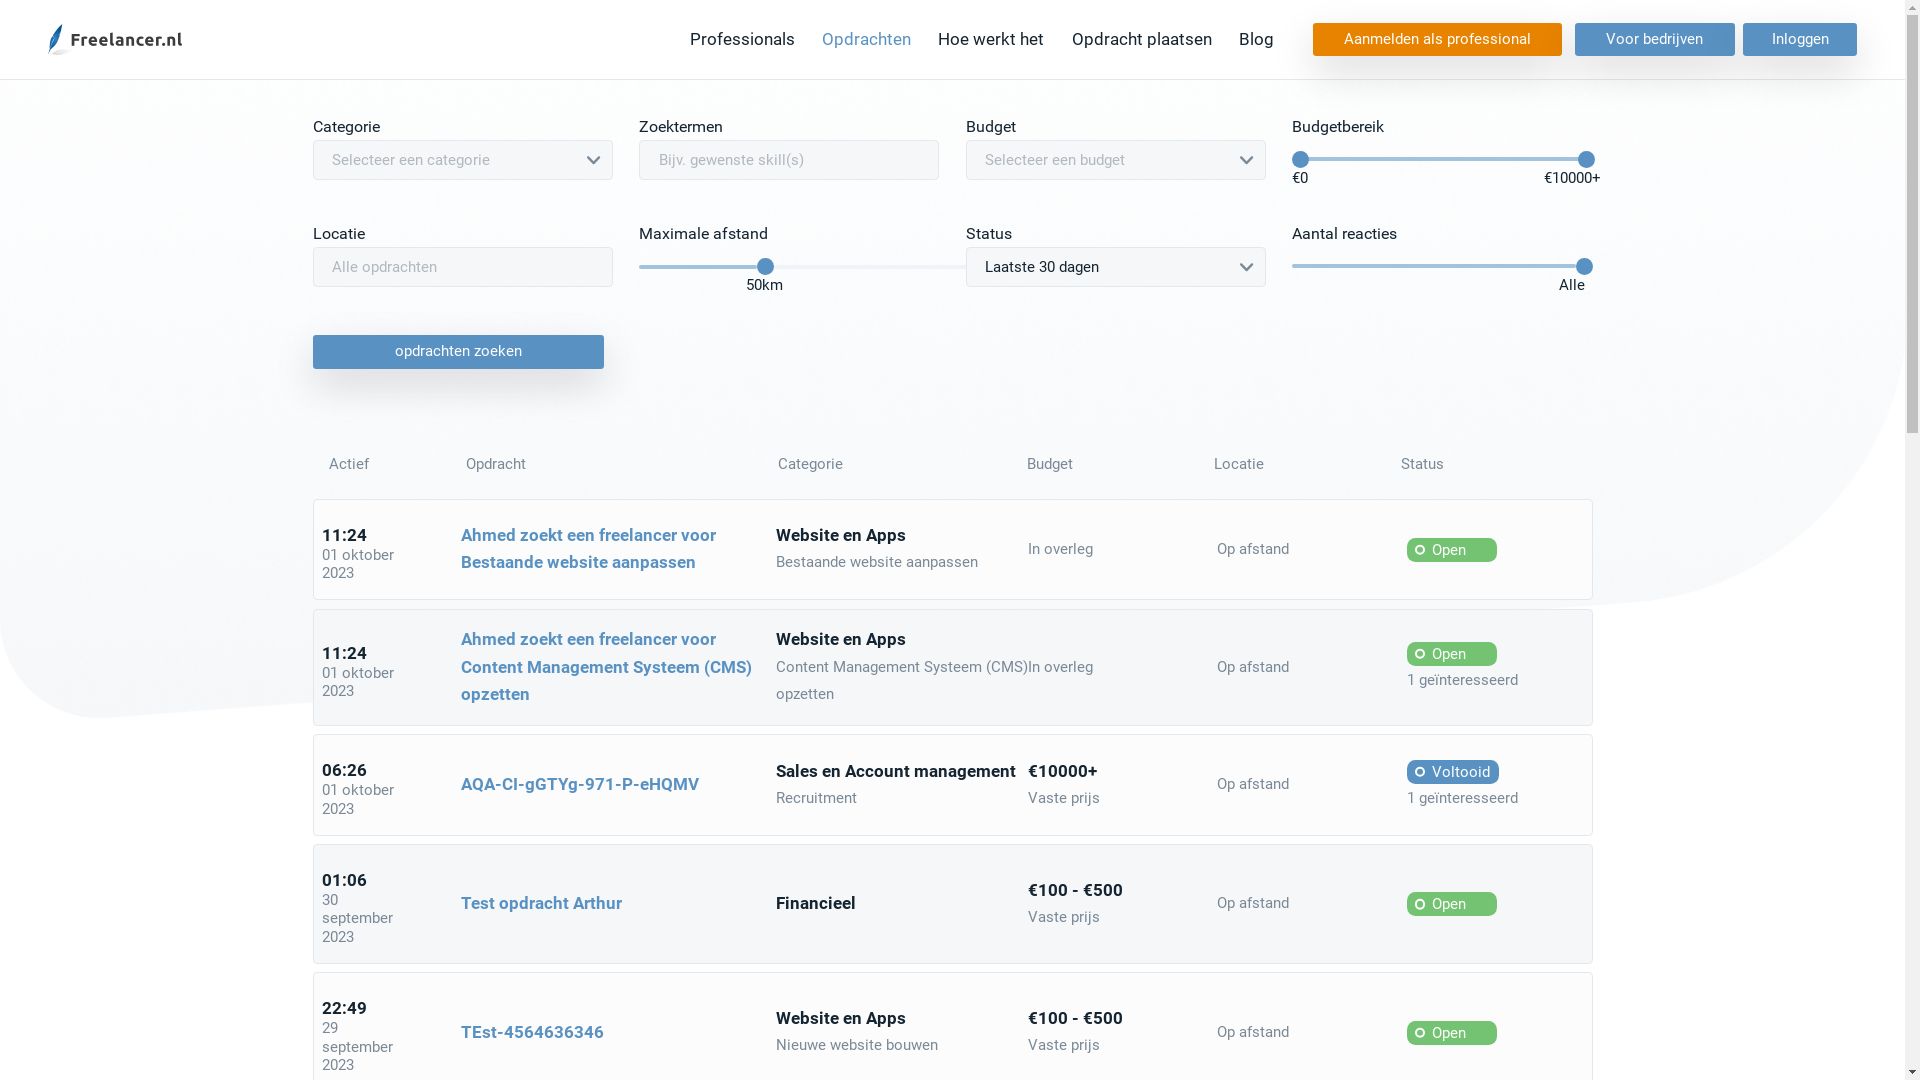 Freelancer.nl
Professionals
Opdrachten
Hoe werkt het
Opdracht plaatsen
Blog
Aanmelden als professional
Voor bedrijven
Inloggen
Categorie
Zoektermen
Budget
Budgetbereik
Selecteer een categorie
Bijv. gewenste skill(s)
Selecteer een budget
€0
€10000+
Locatie
Maximale afstand
Status
Aantal reacties
Alle opdrachten
50km
Laatste 30 dagen
Alle
opdrachten zoeken
Actief
Opdracht
Categorie
Budget
Locatie
Status
11:24
01 oktober
2023
Ahmed zoekt een freelancer voor
Bestaande website aanpassen
Website en Apps
Bestaande website aanpassen
In overleg
Op afstand
Open
11:24
01 oktober
2023
Ahmed zoekt een freelancer voor
Content Management Systeem (CMS)
opzetten
Website en Apps
Content Management Systeem (CMS)
opzetten
In overleg
Op afstand
Open
1 geïnteresseerd
06:26
01 oktober
2023
AQA-CI-gGTYg-971-P-eHQMV
Sales en Account management
Recruitment
€10000+
Vaste prijs
Op afstand
Voltooid
1 geïnteresseerd
01:06
30
september
2023
Test opdracht Arthur
Financieel
€100 - €500
Vaste prijs
Op afstand
Open
22:49
29
september
2023
TEst-4564636346
Website en Apps
Nieuwe website bouwen
€100 - €500
Vaste prijs
Op afstand
Open